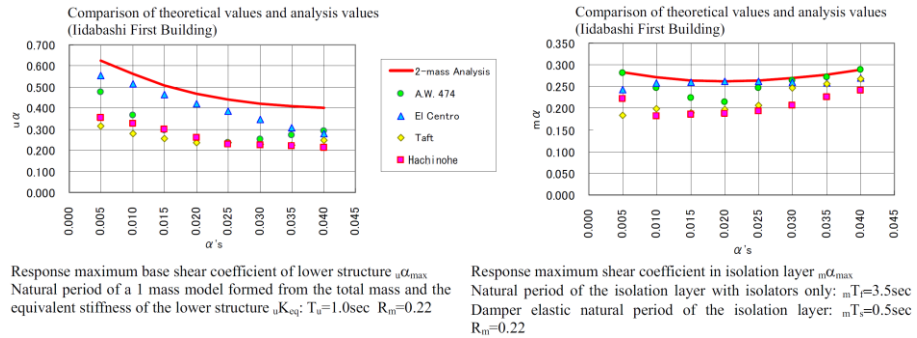 Comparison of theoretical values and analysis values
(Iidabashi First Building)
0.700
0.600
0.500
0.400
0.300
0.200
0.100
0.000
uα
0.000
0.005
0.010
0.015
0.020
0.025
0.030
0.035
0.040
0.045
α's
2-mass Analysis
A.W. 474
El Centro
Taft
Hachinohe
Response maximum base shear coefficient of lower structure uαmax
Natural period of a 1 mass model formed from the total mass and the
equivalent stiffness of the lower structure uKeq: Tu=1.0sec Rm=0.22
Comparison of theoretical values and analysis values
(Iidabashi First Building)
0.350
0.300
0.250
0.200
0.150
0.100
0.050
0.000
mα
0.000
0.005
0.010
0.015
0.020
0.025
0.030
0.035
0.040
0.045
α's
Response maximum shear coefficient in isolation layer mαmax
Natural period of the isolation layer with isolators only: mTf=3.5sec
Damper elastic natural period of the isolation layer: mTs=0.5sec
Rm=0.22